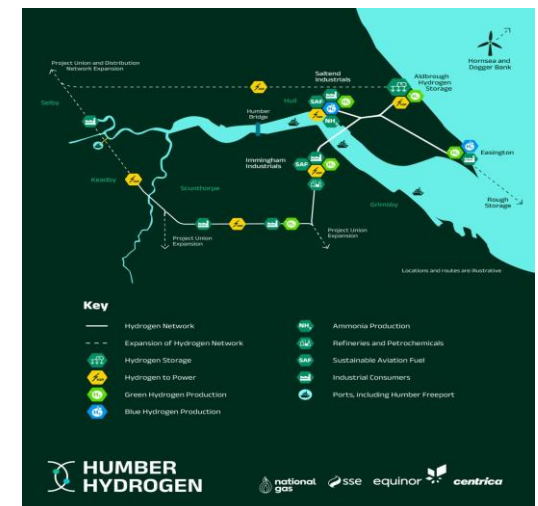 Hornsea and
Dogger Bank
Project Union and Distribution
Network Expansion
Saltend
Industrials
Aldbrough
Hydrogen
Storage
Selby
Hull
SAF
H₂
Humber
Bridge
NH₃
Immingham
Industrials
SAF
Easington
Keadby
Scunthorpe
Grimsby
Rough
Storage
Project Union
Expansion
Project Union
Expansion
Locations and routes are illustrative
Key
Hydrogen Network
Expansion of Hydrogen Network
Hydrogen Storage
Hydrogen to Power
Green Hydrogen Production
Blue Hydrogen Production
NH₃
Ammonia Production
Refineries and Petrochemicals
SAF
Sustainable Aviation Fuel
Industrial Consumers
Ports, including Humber Freeport
HUMBER
HYDROGEN
national
gas
sse
equinor
centrica